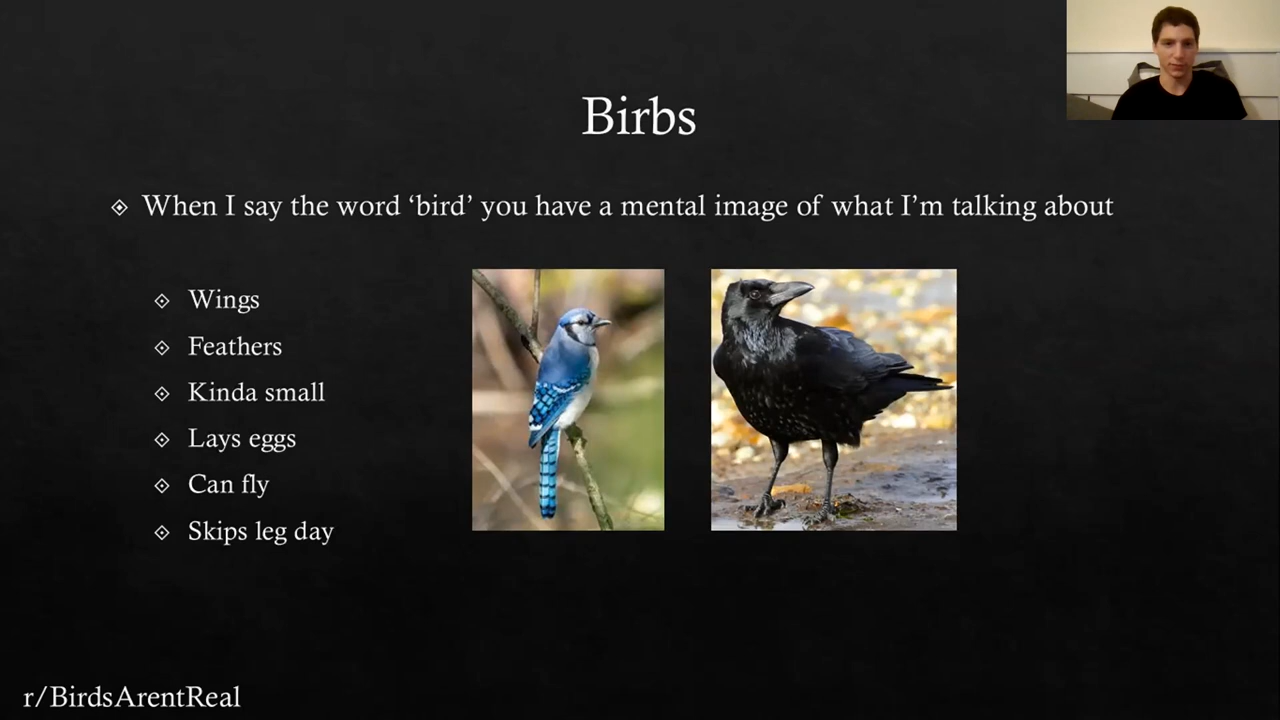 Birbs
When I say the word ‘bird’ you have a mental image of what I’m talking about
Wings
Feathers
Kinda small
Lays eggs
Can fly
Skips leg day
r/BirdsArentReal